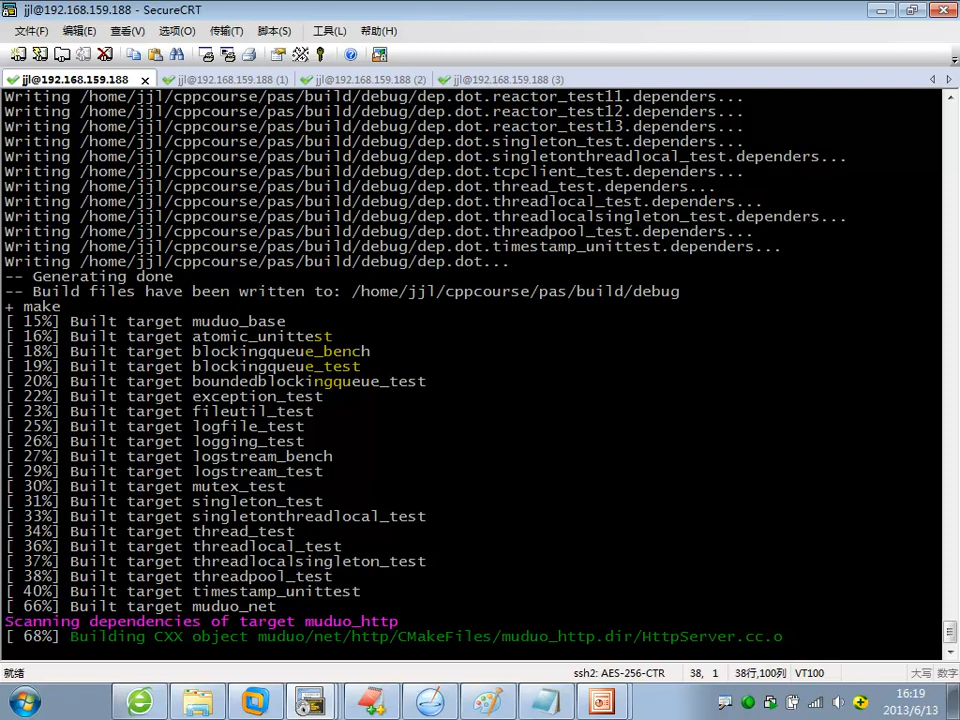 jjl@192.168.159.188 - SecureCRT
文件(F) 编辑(E) 查看(V) 选项(O) 传输(T) 脚本(S) 工具(L) 帮助(H)
jjl@192.168.159.188 jjl@192.168.159.188 (1) jjl@192.168.159.188 (2) jjl@192.168.159.188 (3)
Writing /home/jjl/cppcourse/pas/build/debug/dep.dot.reactor_test11.dependers...
Writing /home/jjl/cppcourse/pas/build/debug/dep.dot.reactor_test12.dependers...
Writing /home/jjl/cppcourse/pas/build/debug/dep.dot.reactor_test13.dependers...
Writing /home/jjl/cppcourse/pas/build/debug/dep.dot.singleton_test.dependers...
Writing /home/jjl/cppcourse/pas/build/debug/dep.dot.singletonthreadlocal_test.dependers...
Writing /home/jjl/cppcourse/pas/build/debug/dep.dot.tcpclient_test.dependers...
Writing /home/jjl/cppcourse/pas/build/debug/dep.dot.thread_test.dependers...
Writing /home/jjl/cppcourse/pas/build/debug/dep.dot.threadlocal_test.dependers...
Writing /home/jjl/cppcourse/pas/build/debug/dep.dot.threadlocalsingleton_test.dependers...
Writing /home/jjl/cppcourse/pas/build/debug/dep.dot.threadpool_test.dependers...
Writing /home/jjl/cppcourse/pas/build/debug/dep.dot.timestamp_unittest.dependers...
Writing /home/jjl/cppcourse/pas/build/debug/dep.dot...
-- Generating done
-- Build files have been written to: /home/jjl/cppcourse/pas/build/debug
+ make
[ 15%] Built target muduo_base
[ 16%] Built target atomic_unittest
[ 18%] Built target blockingqueue_bench
[ 19%] Built target blockingqueue_test
[ 20%] Built target boundedblockingqueue_test
[ 22%] Built target exception_test
[ 23%] Built target fileutil_test
[ 25%] Built target logfile_test
[ 26%] Built target logging_test
[ 27%] Built target logstream_bench
[ 29%] Built target logstream_test
[ 30%] Built target mutex_test
[ 31%] Built target singleton_test
[ 33%] Built target singletonthreadlocal_test
[ 34%] Built target thread_test
[ 36%] Built target threadlocal_test
[ 37%] Built target threadlocalsingleton_test
[ 38%] Built target threadpool_test
[ 40%] Built target timestamp_unittest
[ 66%] Built target muduo_net
Scanning dependencies of target muduo_http
[ 68%] Building CXX object muduo/net/http/CMakeFiles/muduo_http.dir/HttpServer.cc.o
就绪 ssh2: AES-256-CTR 38, 1 38行,100列 VT100 大写 数字
16:19
2013/6/13